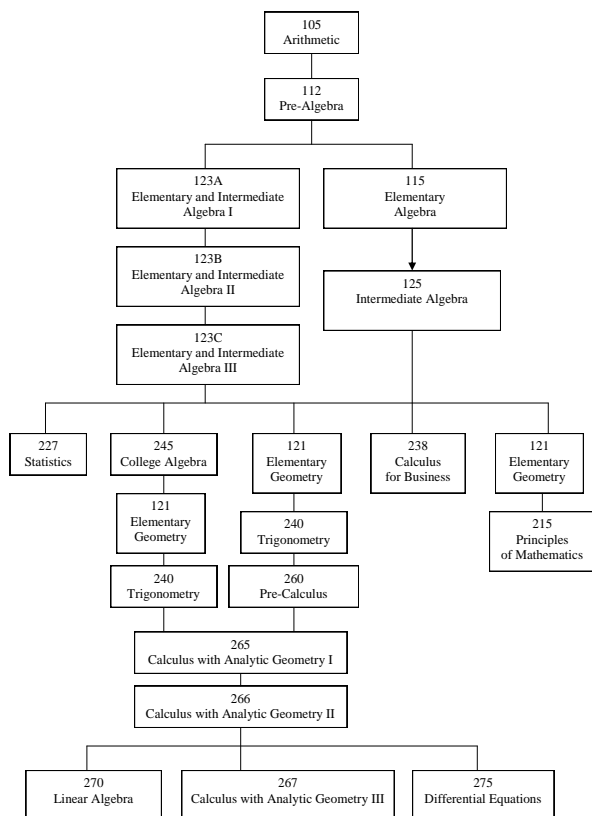 105
Arithmetic
112
Pre-Algebra
123A
Elementary and Intermediate
Algebra I
115
Elementary
Algebra
123B
Elementary and Intermediate
Algebra II
125
Intermediate Algebra
123C
Elementary and Intermediate
Algebra III
227
Statistics
245
College Algebra
121
Elementary
Geometry
238
Calculus
for Business
121
Elementary
Geometry
121
Elementary
Geometry
240
Trigonometry
215
Principles
of Mathematics
240
Trigonometry
260
Pre-Calculus
265
Calculus with Analytic Geometry I
266
Calculus with Analytic Geometry II
270
Linear Algebra
267
Calculus with Analytic Geometry III
275
Differential Equations